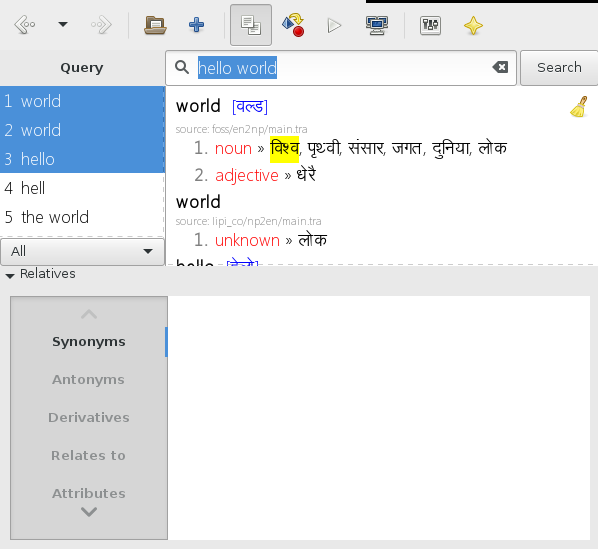 Query
hello world
Search
1 world
2 world
3 hello
4 hell
5 the world
All
world [वर्ल्ड]
source: foss/en2np/main.tra
1. noun » विश्व, पृथ्वी, संसार, जगत, दुनिया, लोक
2. adjective » धेरै
world
source: lipi_co/np2en/main.tra
1. unknown » लोक
hello
Relatives
Synonyms
Antonyms
Derivatives
Relates to
Attributes